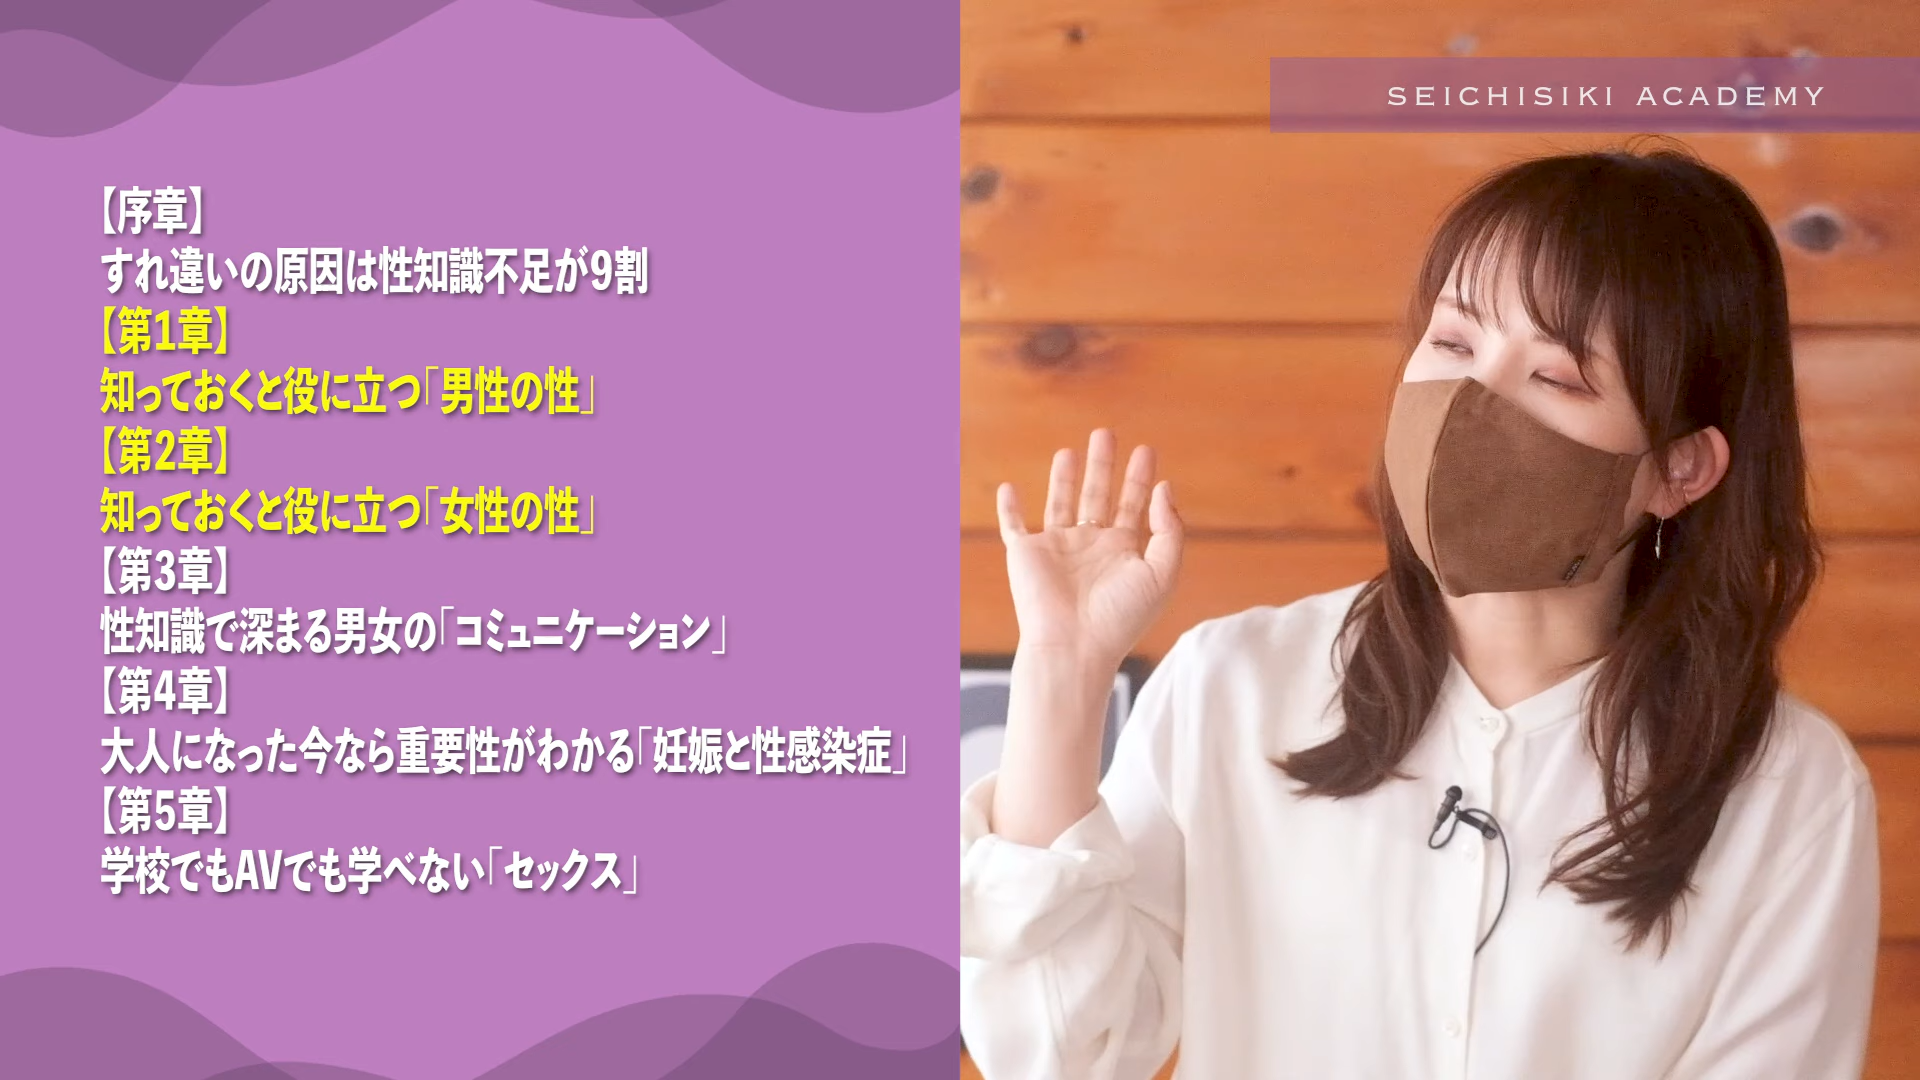 【序章】
すれ違いの原因は性知識不足が9割
【第1章】
知っておくと役に立つ「男性の性」
【第2章】
知っておくと役に立つ「女性の性」
【第3章】
性知識で深まる男女の「コミュニケーション」
【第4章】
大人になった今なら重要性がわかる「妊娠と性感染症」
【第5章】
学校でもAVでも学べない「セックス」
SEICHISIKI ACADEMY